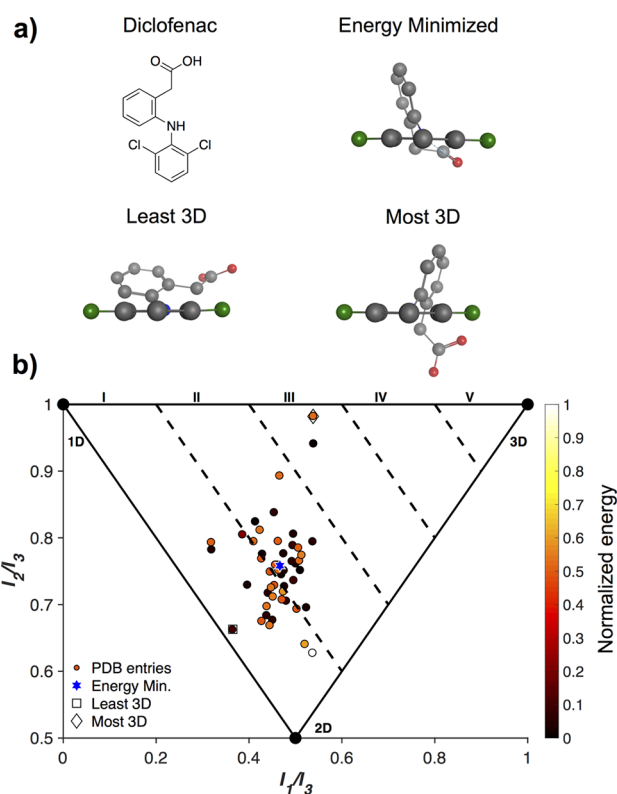 a)
Diclofenac
Energy Minimized
O
OH
NH
Cl
Cl
Least 3D
Most 3D
b)
I II III IV V
1
0.9
0.8
0.7
0.6
0.5
I2/I3
1D
3D
2D
PDB entries
Energy Min.
Least 3D
Most 3D
0 0.2 0.4 0.6 0.8 1
I1/I3
1
0.9
0.8
0.7
0.6
0.5
0.4
0.3
0.2
0.1
0
Normalized energy